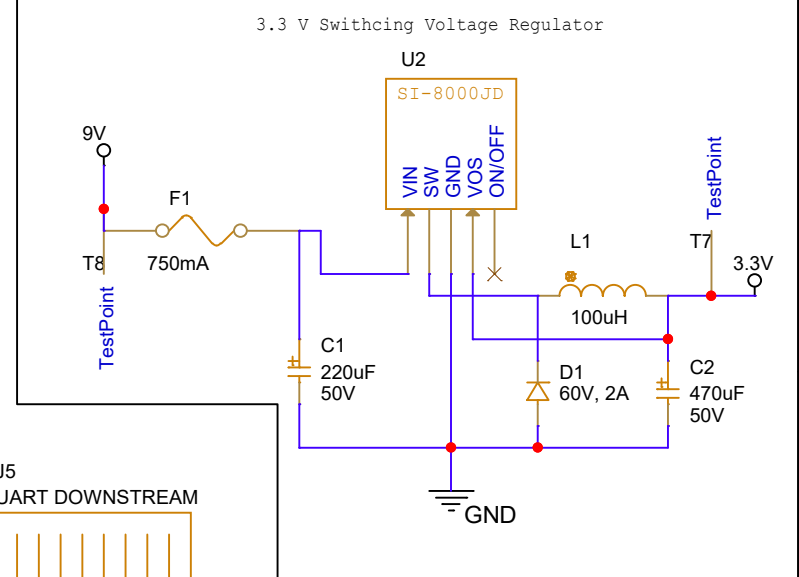 3.3 V Swithcing Voltage Regulator
U2
SI-8000JD
VIN
SW
GND
VOS
ON/OFF
9V
F1
750mA
T8
TestPoint
TestPoint
T7
L1
100uH
3.3V
C1
220uF
50V
D1
60V, 2A
C2
470uF
50V
GND
J5
UART DOWNSTREAM